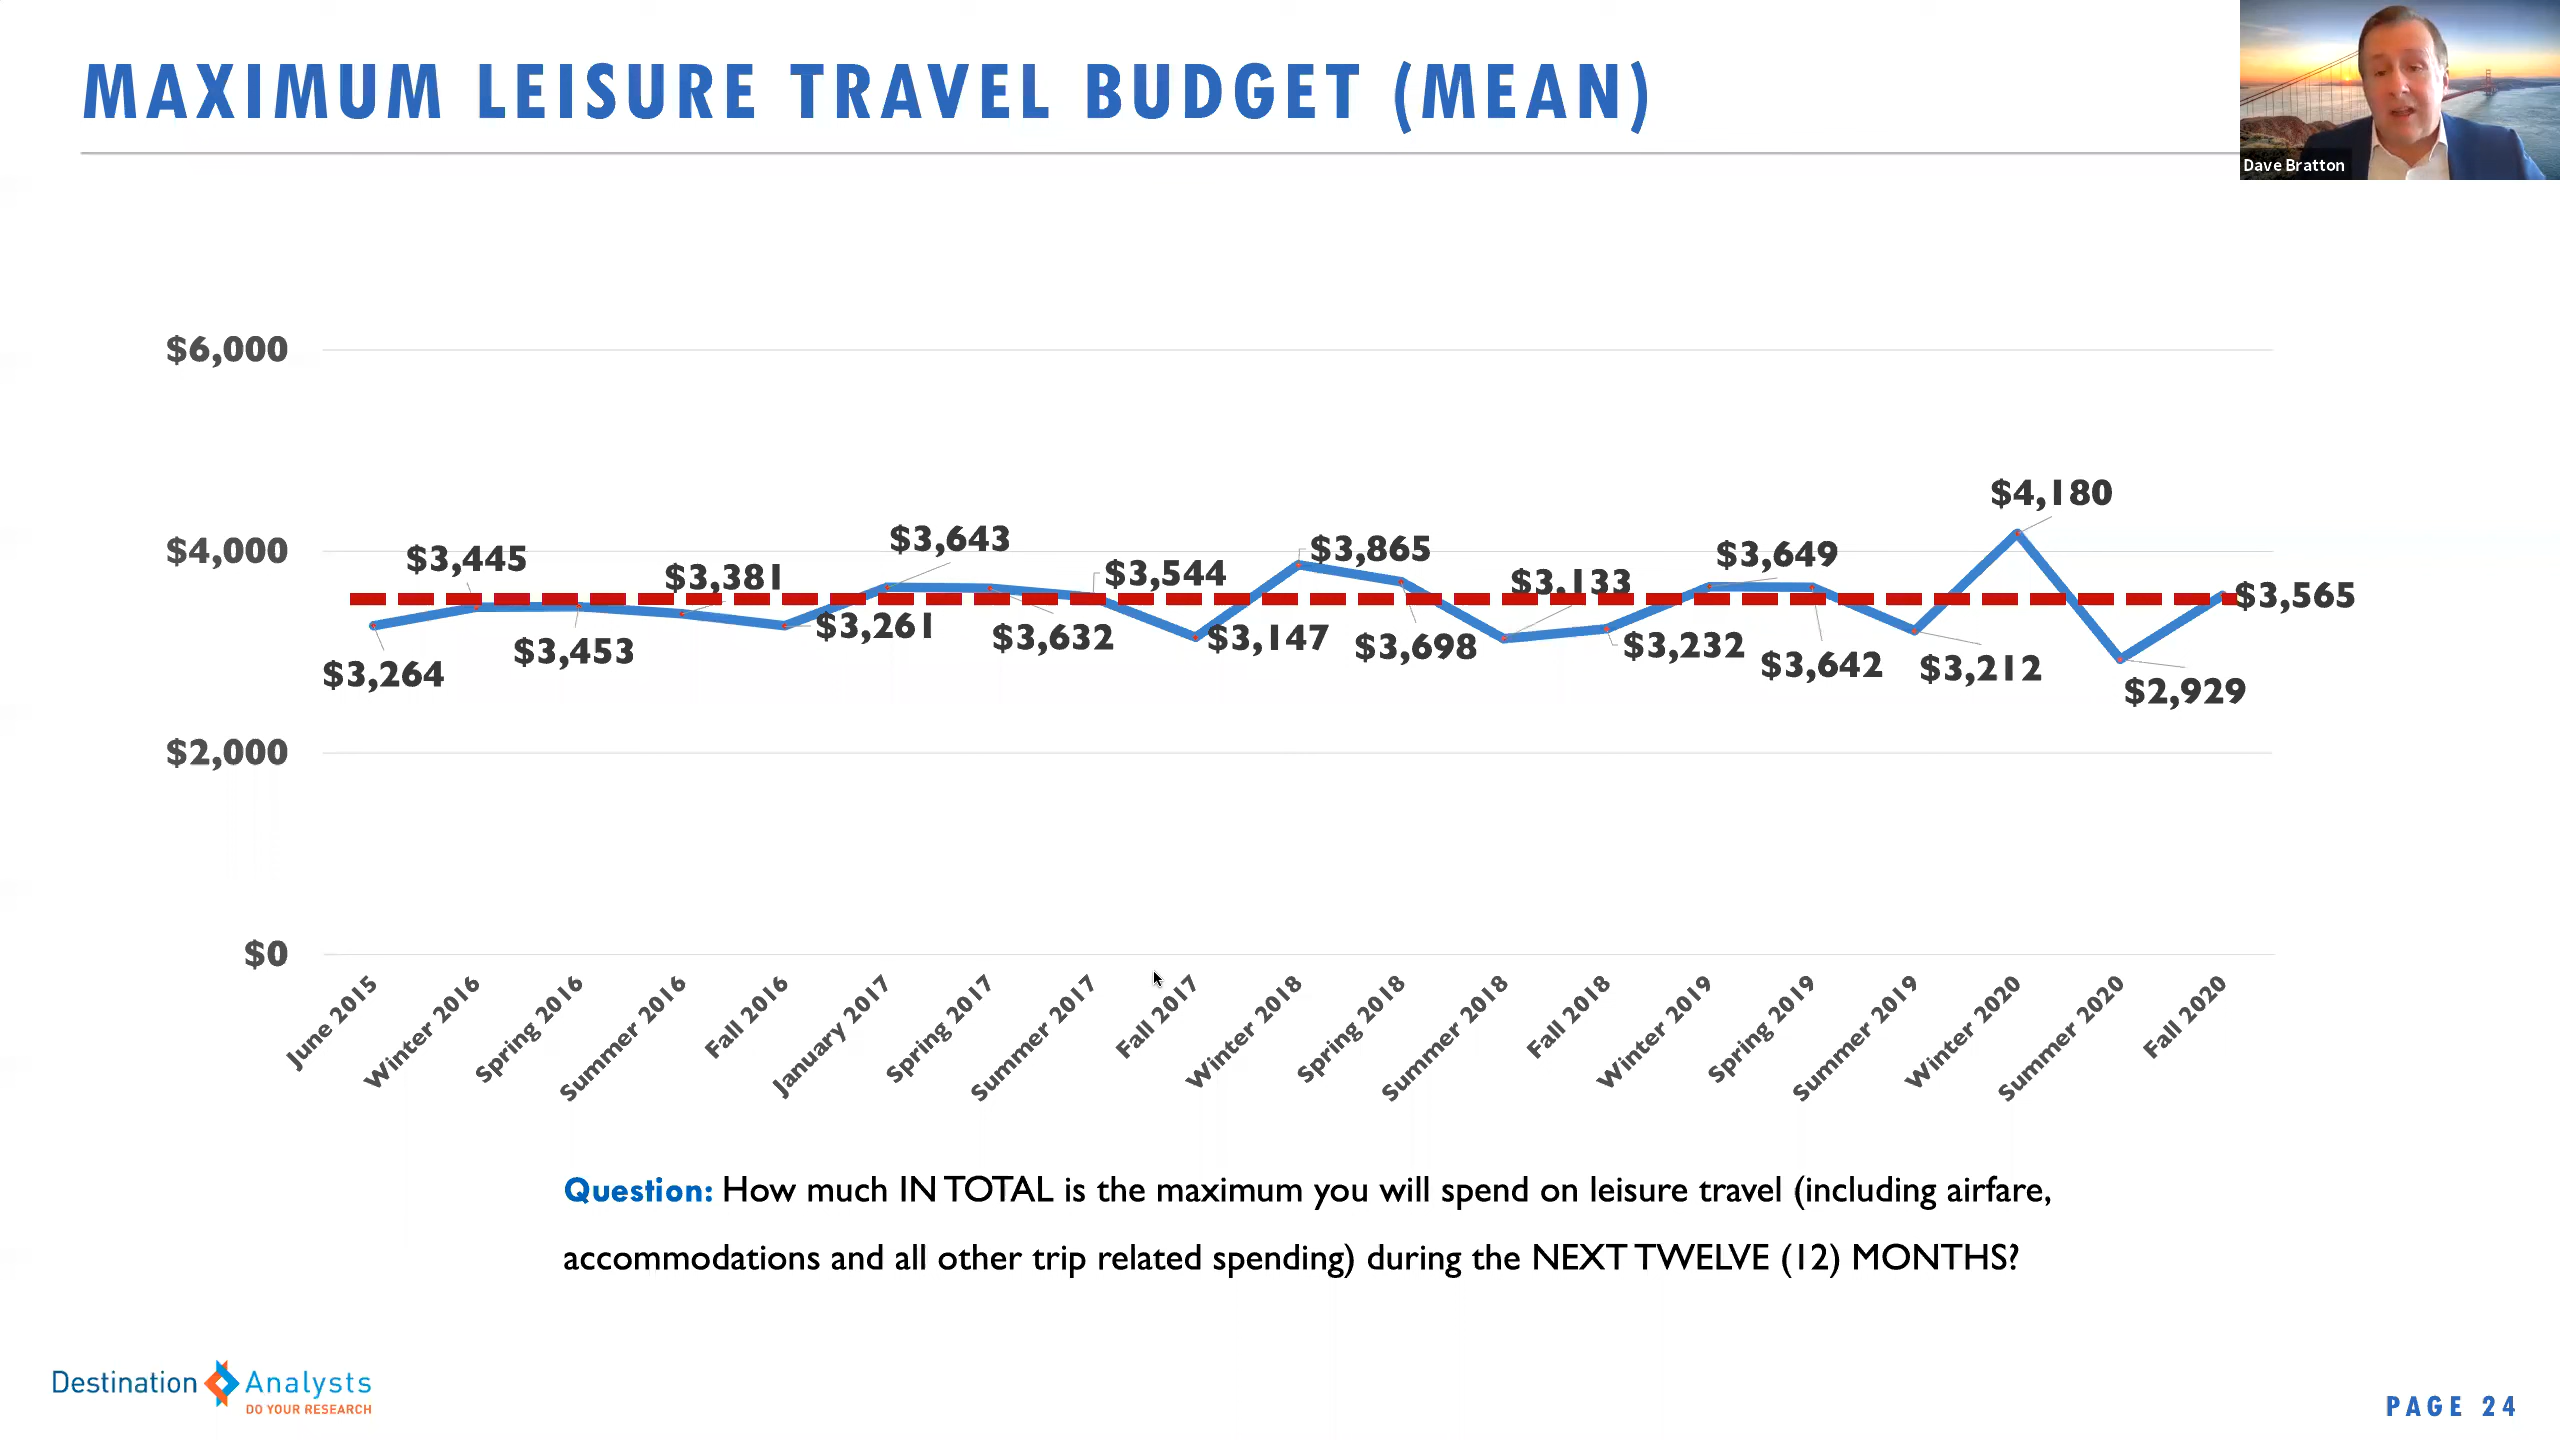 MAXIMUM LEISURE TRAVEL BUDGET (MEAN)
Dave Bratton
$6,000
$4,000
$2,000
$0
$3,264
$3,445
$3,453
$3,381
$3,261
$3,643
$3,632
$3,544
$3,147
$3,865
$3,698
$3,133
$3,232
$3,649
$3,642
$3,212
$4,180
$2,929
$3,565
June 2015
Winter 2016
Spring 2016
Summer 2016
Fall 2016
January 2017
Spring 2017
Summer 2017
Fall 2017
Winter 2018
Spring 2018
Summer 2018
Fall 2018
Winter 2019
Spring 2019
Summer 2019
Winter 2020
Summer 2020
Fall 2020
Question: How much IN TOTAL is the maximum you will spend on leisure travel (including airfare,
accommodations and all other trip related spending) during the NEXT TWELVE (12) MONTHS?
Destination Analysts
DO YOUR RESEARCH
PAGE 24